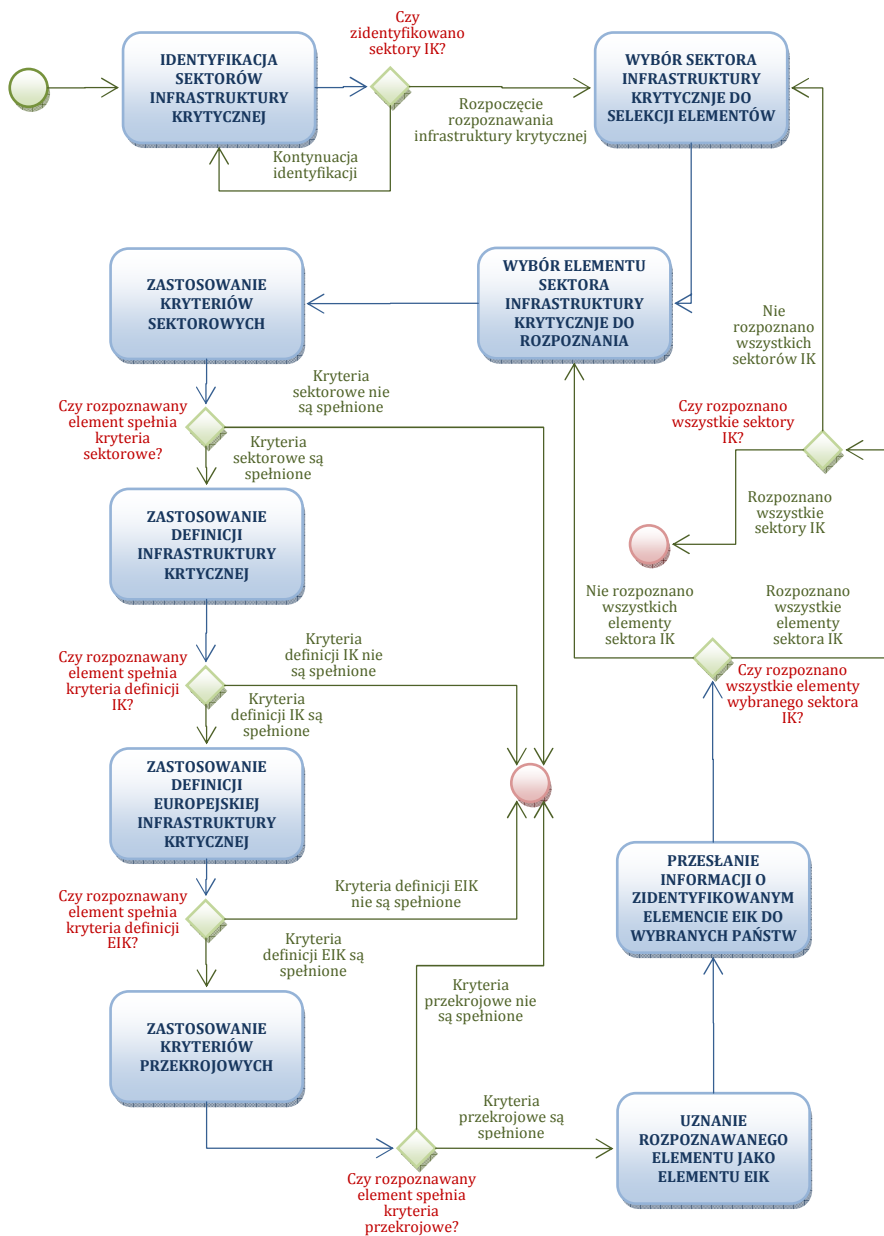 Czy
zidentyfikowano
sektory IK?
IDENTYFIKACJA
SEKTORÓW
INFRASTRUKTURY
KRYTYCZNEJ
WYBÓR SEKTORA
INFRASTRUKTURY
KRYTYCZNJE DO
SELEKCJI ELEMENTÓW
Rozpoczęcie
rozpoznawania
infrastruktury krytycznej
Kontynuacja
identyfikacji
ZASTOSOWANIE
KRYTERIÓW
SEKTOROWYCH
WYBÓR ELEMENTU
SEKTORA
INFRASTRUKTURY
KRYTYCZNJE DO
ROZPOZNANIA
Nie
rozpoznano
wszystkich
sektorów IK
Kryteria
sektorowe nie
są spełnione
Czy rozpoznawany
element spełnia
kryteria
sektorowe?
Kryteria
sektorowe są
spełnione
Czy rozpoznano
wszystkie sektory
IK?
Rozpoznano
wszystkie
sektory IK
ZASTOSOWANIE
DEFINICJI
INFRASTRUKTURY
KRTYCZNEJ
Nie rozpoznano
wszystkich
elementy
sektora IK
Rozpoznano
wszystkie
elementy
sektora IK
Kryteria
definicji IK nie
są spełnione
Czy rozpoznawany
element spełnia
kryteria definicji
IK?
Kryteria
definicji IK są
spełnione
Czy rozpoznano
wszystkie elementy
wybranego sektora
IK?
ZASTOSOWANIE
DEFINICJI
EUROPEJSKIEJ
INFRASTRUKTURY
KRTYCZNEJ
PRZESŁANIE
INFORMACJI O
ZIDENTYFIKOWANYM
ELEMENCIE EIK DO
WYBRANYCH PAŃSTW
Kryteria definicji EIK
nie są spełnione
Czy rozpoznawany
element spełnia
kryteria definicji
EIK?
Kryteria
definicji EIK są
spełnione
Kryteria
przekrojowe nie
są spełnione
ZASTOSOWANIE
KRYTERIÓW
PRZEKROJOWYCH
Kryteria
przekrojowe są
spełnione
UZNANIE
ROZPOZNAWANEGO
ELEMENTU JAKO
ELEMENTU EIK
Czy rozpoznawany
element spełnia
kryteria
przekrojowe?